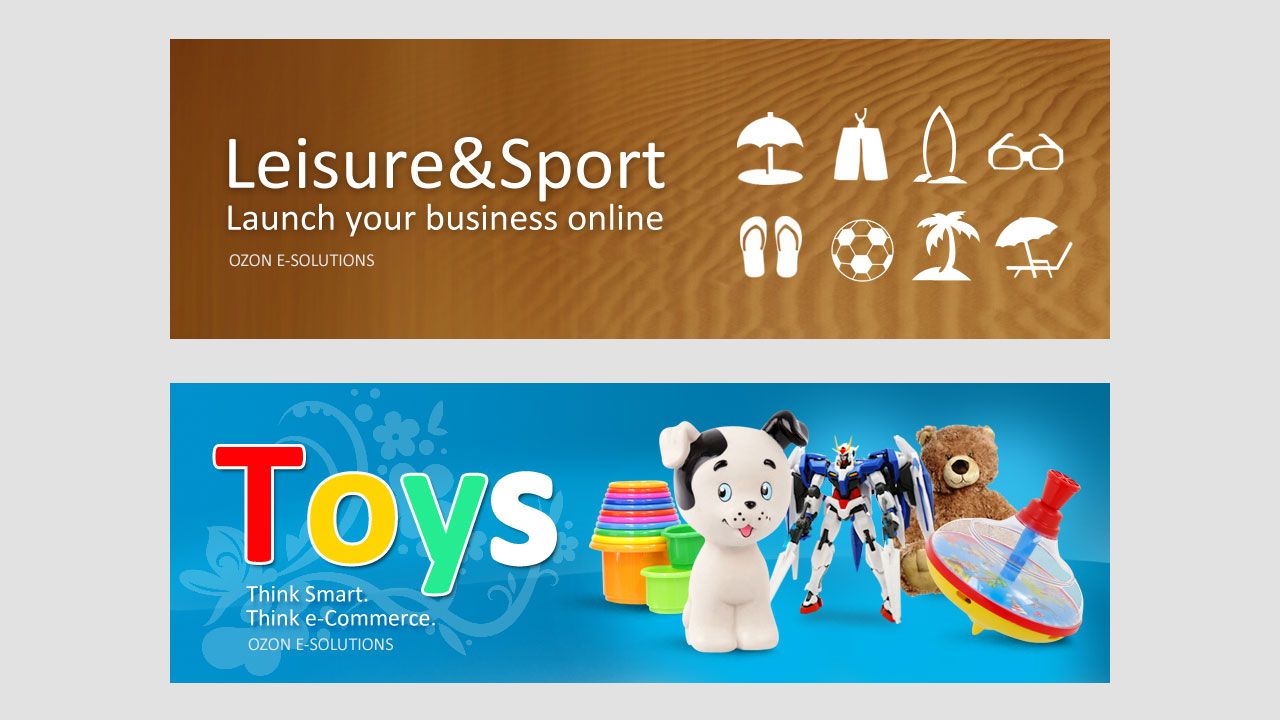 Leisure&Sport
Launch your business online
OZON E-SOLUTIONS
Toys
Think Smart.
Think e-Commerce.
OZON E-SOLUTIONS